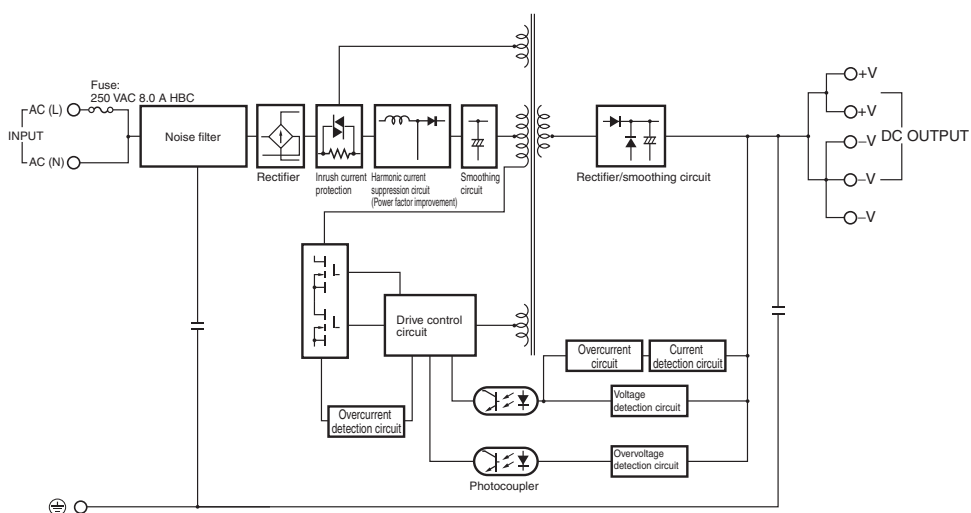 Fuse:
250 VAC 8.0 A HBC
AC (L)
INPUT
AC (N)
Noise filter
Rectifier
Inrush current
protection
Harmonic current
suppression circuit
(Power factor improvement)
Smoothing
circuit
Rectifier/smoothing circuit
+V
+V
DC OUTPUT
–V
–V
–V
Drive control
circuit
Overcurrent
detection circuit
Overcurrent
circuit
Current
detection circuit
Voltage
detection circuit
Overvoltage
detection circuit
Photocoupler